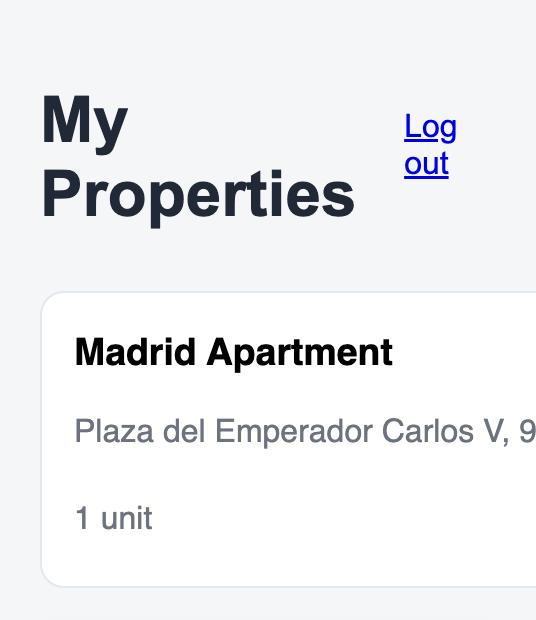 My
Properties
Log
out
Madrid Apartment
Plaza del Emperador Carlos V, 9
1 unit